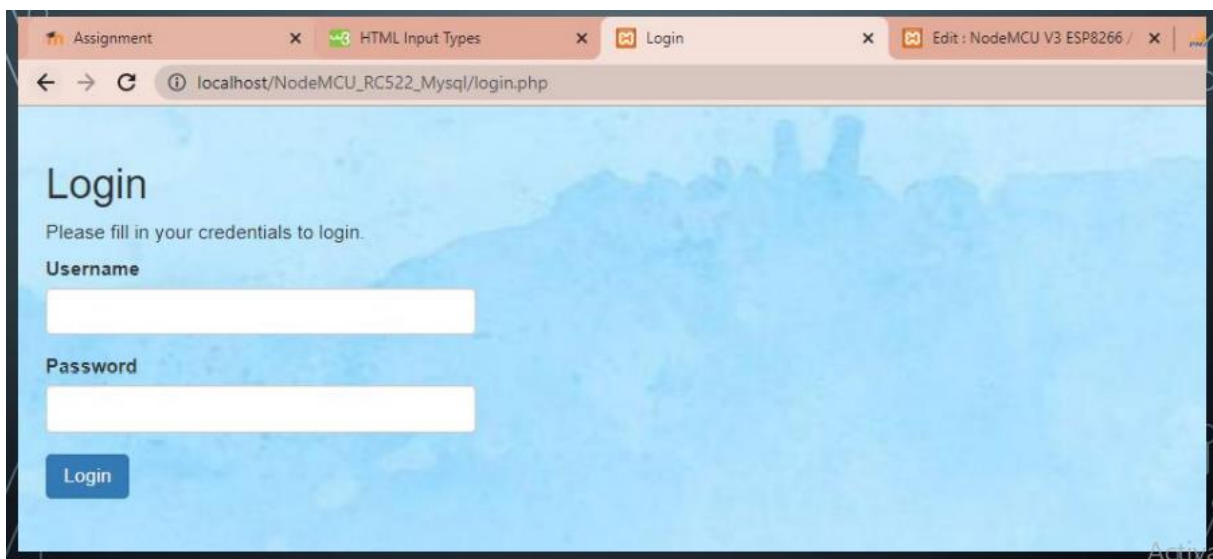 Assignment
HTML Input Types
Login
Edit : NodeMCU V3 ESP8266 /
localhost/NodeMCU_RC522_Mysql/login.php
Login
Please fill in your credentials to login.
Username
Password
Login